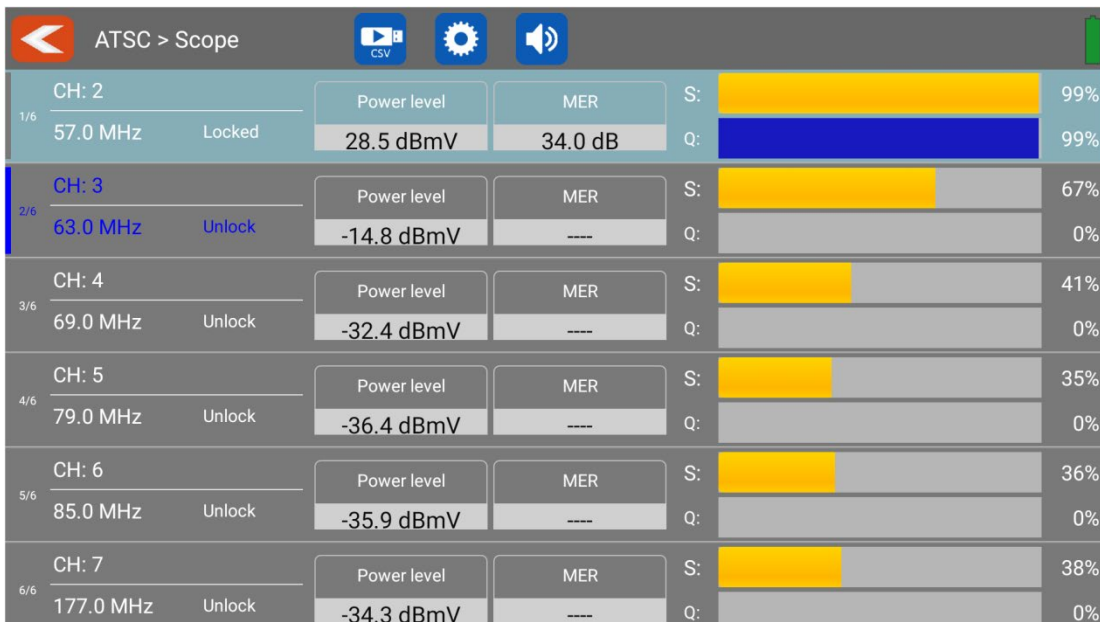 ATSC > Scope
CSV
1/6
CH: 2
57.0 MHz Locked
Power level
28.5 dBmV
MER
34.0 dB
S: 99%
Q: 99%
2/6
CH: 3
63.0 MHz Unlock
Power level
-14.8 dBmV
MER
----
S: 67%
Q: 0%
3/6
CH: 4
69.0 MHz Unlock
Power level
-32.4 dBmV
MER
----
S: 41%
Q: 0%
4/6
CH: 5
79.0 MHz Unlock
Power level
-36.4 dBmV
MER
----
S: 35%
Q: 0%
5/6
CH: 6
85.0 MHz Unlock
Power level
-35.9 dBmV
MER
----
S: 36%
Q: 0%
6/6
CH: 7
177.0 MHz Unlock
Power level
-34.3 dBmV
MER
----
S: 38%
Q: 0%